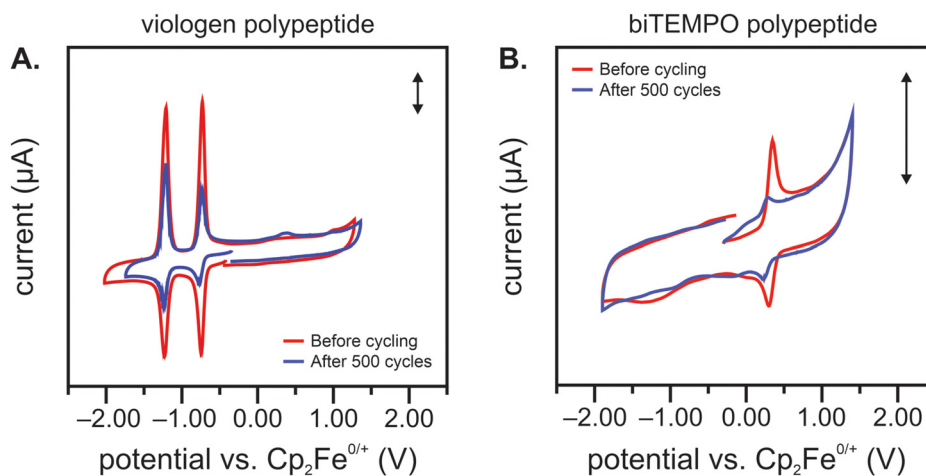 viologen polypeptide
A.
current (µA)
Before cycling
After 500 cycles
–2.00 –1.00 0.00 1.00 2.00
potential vs. Cp₂Fe⁰/⁺ (V)
biTEMPO polypeptide
B.
Before cycling
After 500 cycles
current (µA)
–2.00 –1.00 0.00 1.00 2.00
potential vs. Cp₂Fe⁰/⁺ (V)